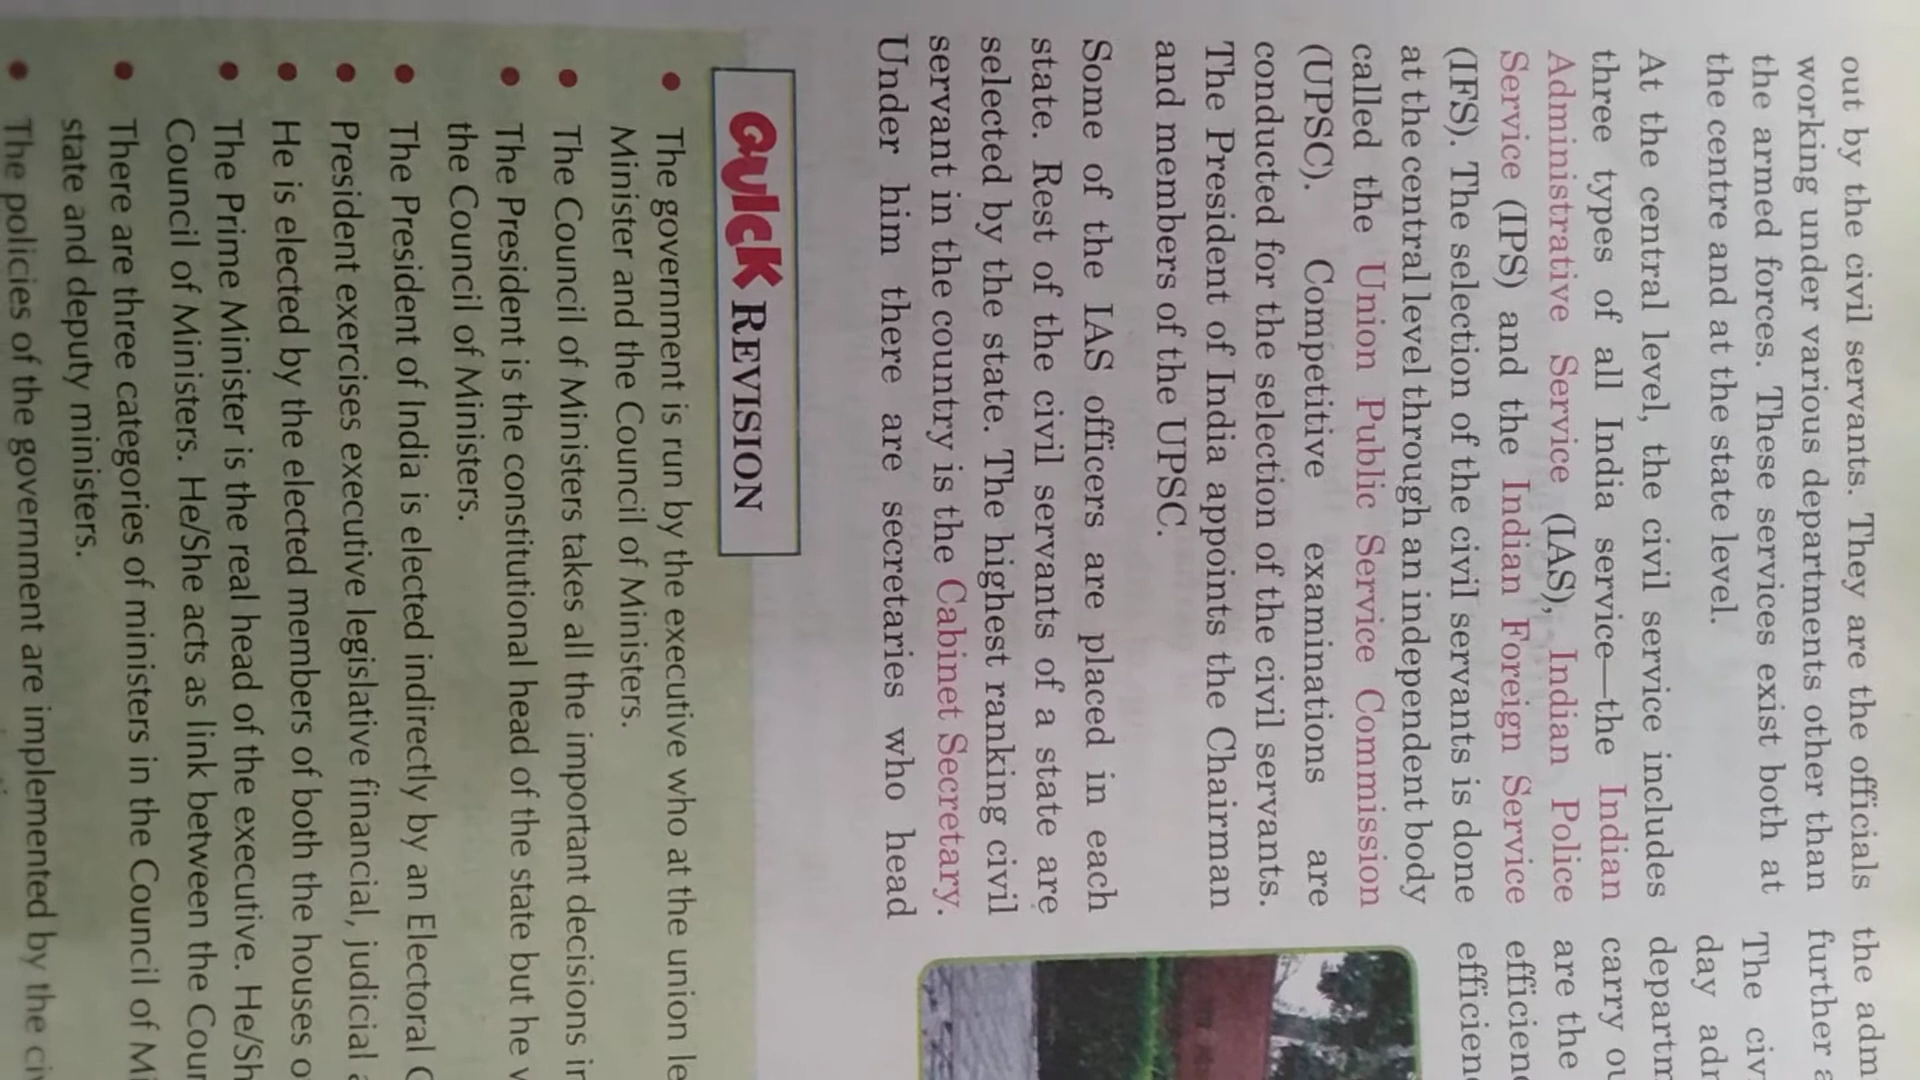 out by the civil servants. They are the officials
working under various departments other than
the armed forces. These services exist both at
the centre and at the state level.
At the central level, the civil service includes
three types of all India service—the Indian
Administrative Service (IAS), Indian Police
Service (IPS) and the Indian Foreign Service
(IFS). The selection of the civil servants is done
at the central level through an independent body
called the Union Public Service Commission
(UPSC). Competitive examinations are
conducted for the selection of the civil servants.
The President of India appoints the Chairman
and members of the UPSC.
Some of the IAS officers are placed in each
state. Rest of the civil servants of a state are
selected by the state. The highest ranking civil
servant in the country is the Cabinet Secretary.
Under him there are secretaries who head
the adm
further a
The civ
day adr
departm
carry ou
are the
efficienc
efficienc
QUICK REVISION
• The government is run by the executive who at the union le
Minister and the Council of Ministers.
• The Council of Ministers takes all the important decisions in
• The President is the constitutional head of the state but he w
the Council of Ministers.
• The President of India is elected indirectly by an Electoral C
• President exercises executive legislative financial, judicial a
• He is elected by the elected members of both the houses o
• The Prime Minister is the real head of the executive. He/Sh
Council of Ministers. He/She acts as link between the Cour
• There are three categories of ministers in the Council of Mi
state and deputy ministers.
• The policies of the government are implemented by the civ